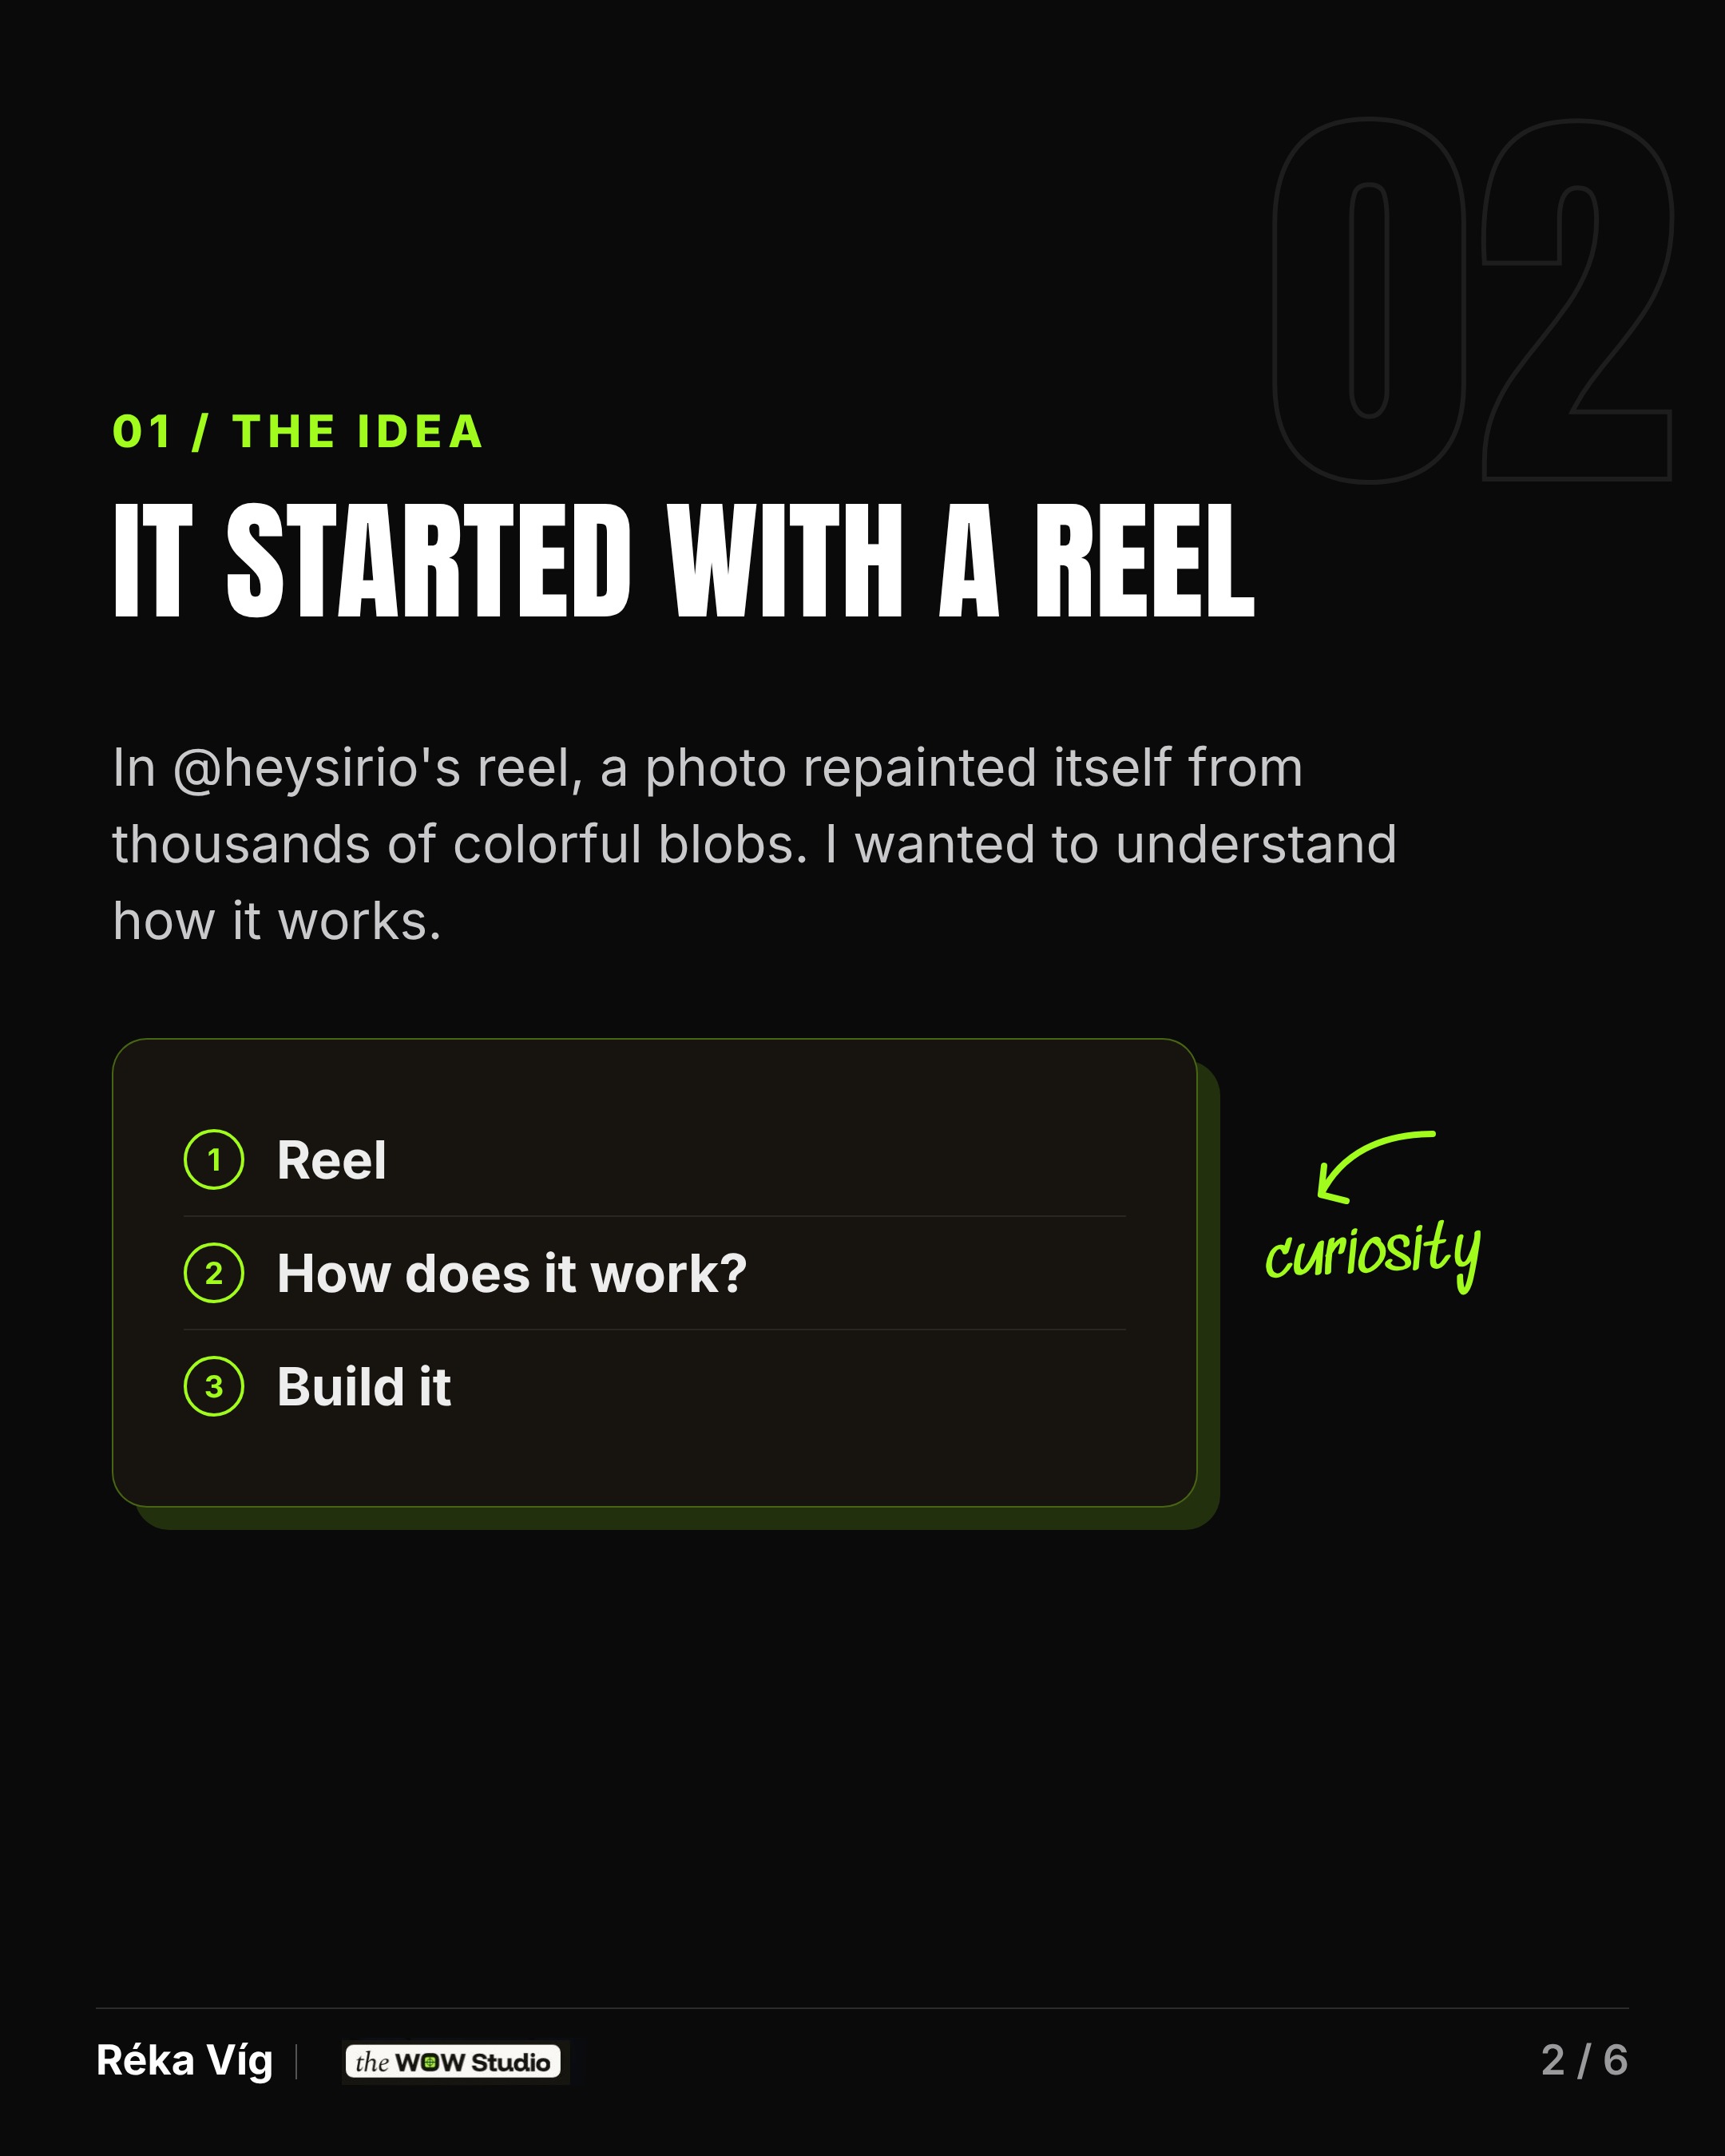 02
01 / THE IDEA
IT STARTED WITH A REEL
In @heysirio's reel, a photo repainted itself from
thousands of colorful blobs. I wanted to understand
how it works.
1 Reel
2 How does it work?
3 Build it
curiosity
Réka Víg
the WOW Studio
2 / 6